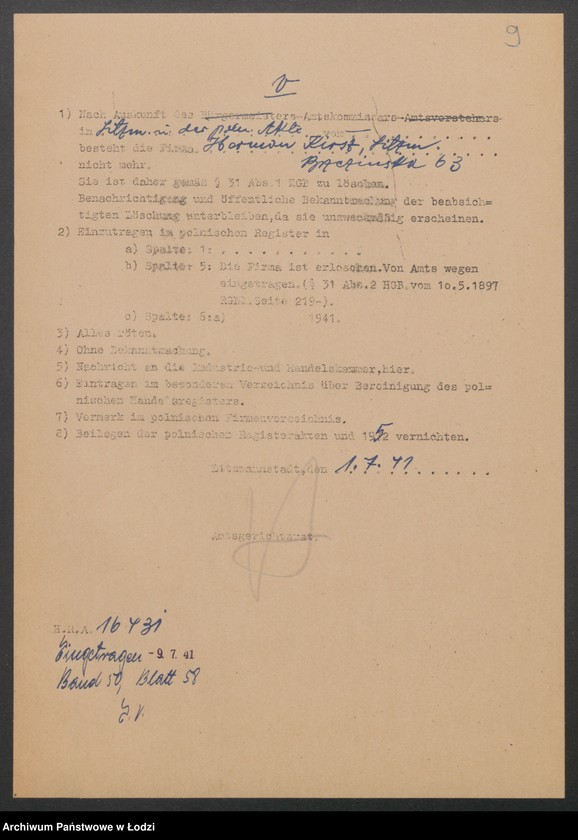 9
V
1) Nach Auskunft des Bürgermeisters-Amtskommissars-Amtsvorstehers
in Litzm. u. der poln. Akte vom
besteht die Firma. Herman Kirst, Litzm.
nicht mehr. 63
Sie ist daher gemäß § 31 Abs.1 HGB zu löschen.
Benachrichtigung und öffentliche Bekanntmachung der beabsich=
tigten Löschung unterbleiben,da sie unzweckmäßig erscheinen.
2) Einzutragen im polnischen Register in
a) Spalte: 1: . . . . . . . . . . . .
b) Spalte: 5: Die Firma ist erloschen.Von Amts wegen
eingetragen.(§ 31 Abs.2 HGB.vom 10.5.1897
RGBl.Seite 219-).
c) Spalte: 6:a) 1941.
3) Alles röten.
4) Ohne Bekanntmachung.
5) Nachricht an die Industrie-und Handelskammer,hier.
6) Eintragen im besonderen Verzeichnis über Bereinigung des pol=
nischen Handelsregisters.
7) Vermerk im polnischen Firmenverzeichnis.
8) Beilegen der polnischen Registerakten und 1952 vernichten.
Litzmannstadt,den 1.7.41
Amtsgerichtsrat.
H.R.A. 16431
Eingetragen -9. 7. 41
Band 50, Blatt 58
Archiwum Państwowe w Łodzi